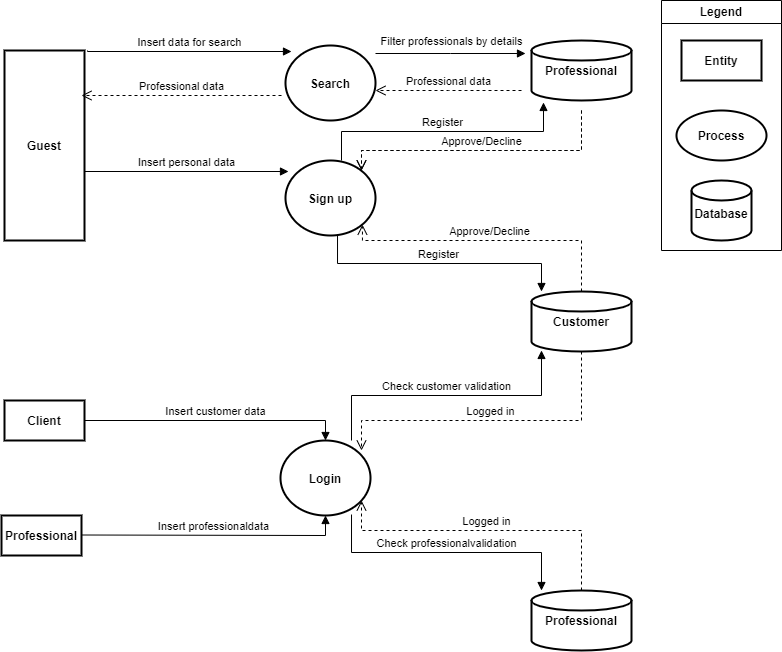 Legend
Insert data for search
Filter professionals by details
Entity
Professional
Search
Professional data
Professional data
Register
Process
Guest
Approve/Decline
Insert personal data
Sign up
Database
Approve/Decline
Register
Customer
Check customer validation
Client
Insert customer data
Logged in
Login
Professional
Insert professionaldata
Logged in
Check professionalvalidation
Professional